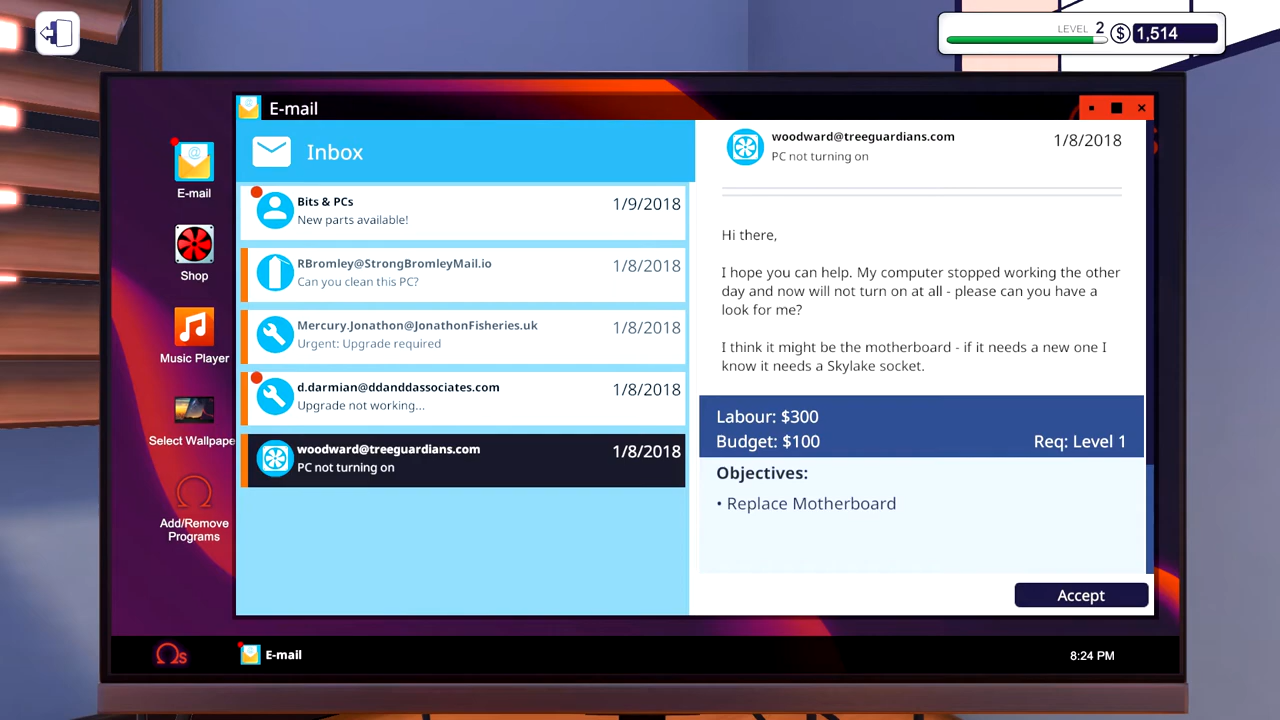 LEVEL 2 $ 1,514
E-mail
Inbox
woodward@treeguardians.com 1/8/2018
PC not turning on
E-mail
Shop
Music Player
Select Wallpape
Add/Remove
Programs
Bits & PCs 1/9/2018
New parts available!
RBromley@StrongBromleyMail.io 1/8/2018
Can you clean this PC?
Mercury.Jonathon@JonathonFisheries.uk 1/8/2018
Urgent: Upgrade required
d.darmian@ddanddassociates.com 1/8/2018
Upgrade not working...
woodward@treeguardians.com 1/8/2018
PC not turning on
Hi there,
I hope you can help. My computer stopped working the other
day and now will not turn on at all - please can you have a
look for me?
I think it might be the motherboard - if it needs a new one I
know it needs a Skylake socket.
Labour: $300
Budget: $100 Req: Level 1
Objectives:
• Replace Motherboard
Accept
Ωs E-mail 8:24 PM